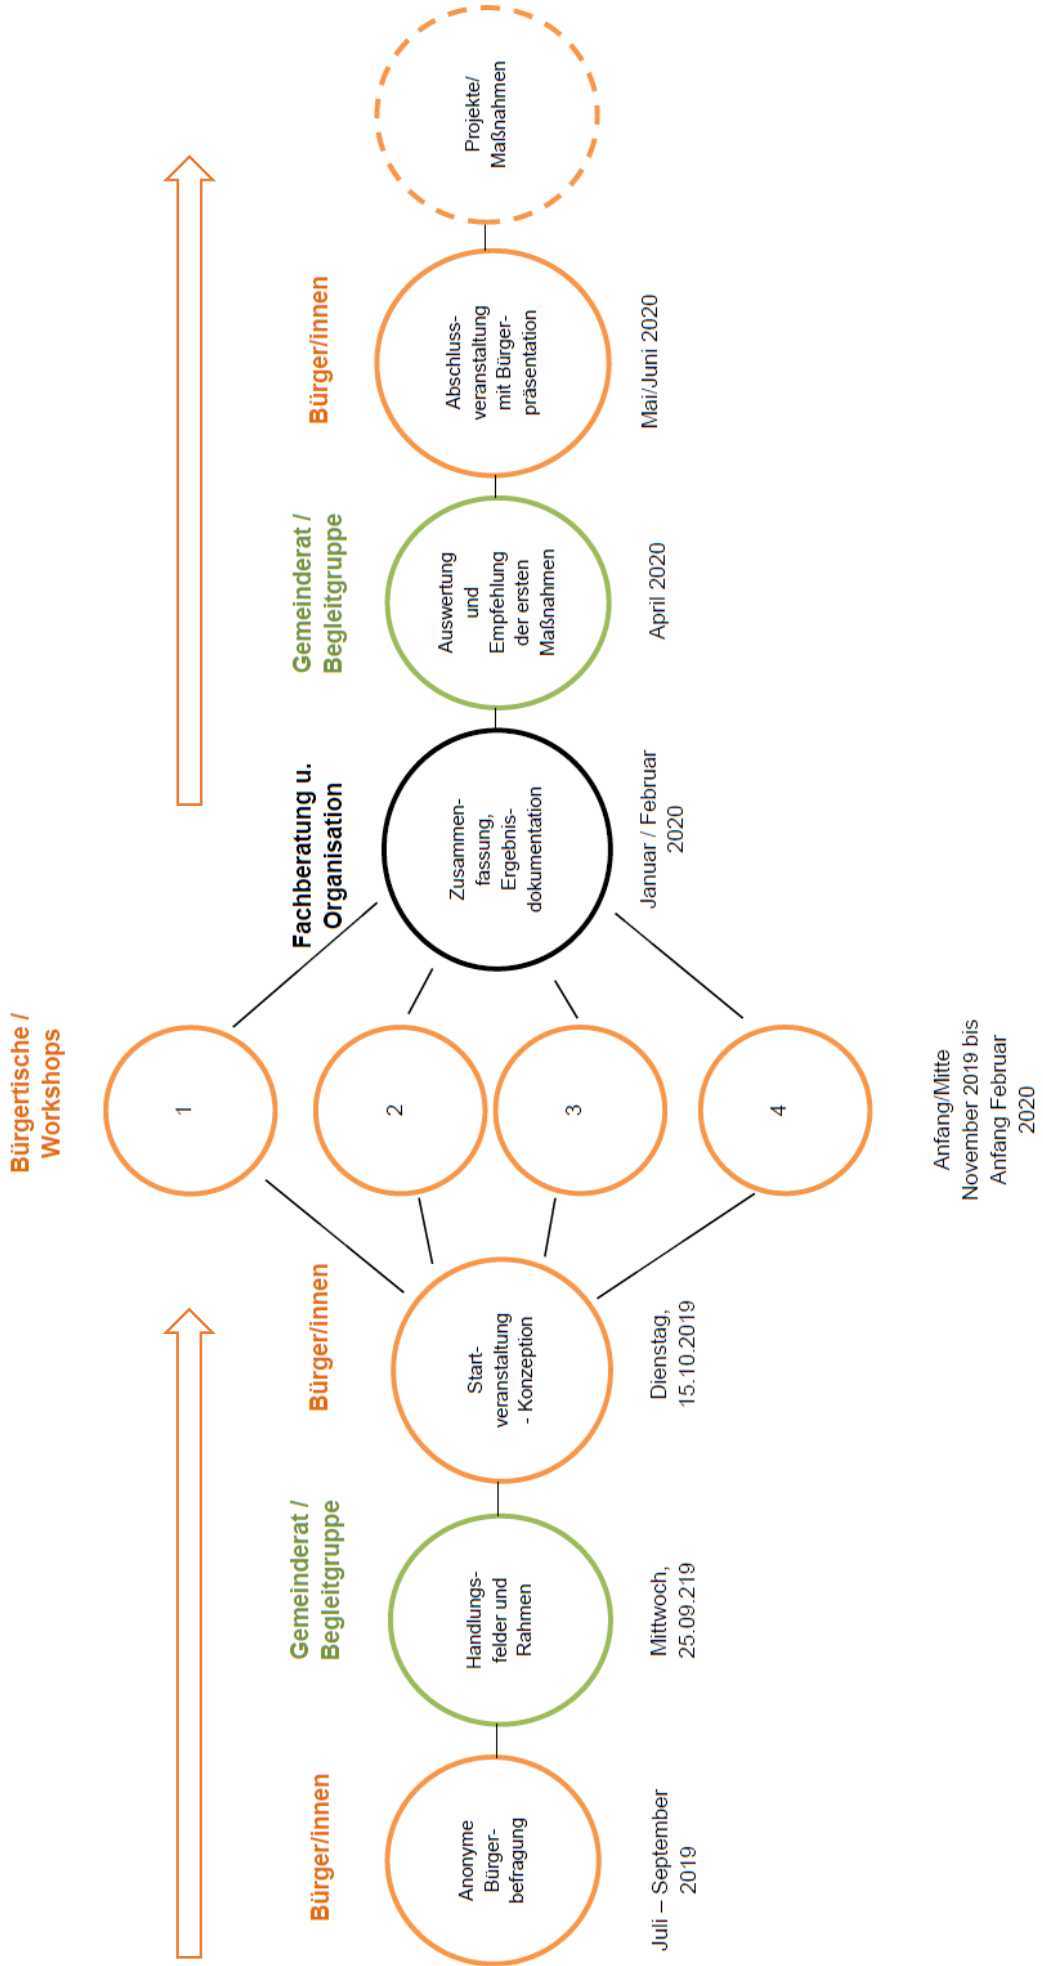 Bürger/innen
Anonyme
Bürger-
befragung
Juli – September
2019
Gemeinderat /
Begleitgruppe
Handlungs-
felder und
Rahmen
Mittwoch,
25.09.219
Bürger/innen
Start-
veranstaltung
- Konzeption
Dienstag,
15.10.2019
Bürgertische /
Workshops
1
2
3
4
Anfang/Mitte
November 2019 bis
Anfang Februar
2020
Fachberatung u.
Organisation
Zusammen-
fassung,
Ergebnis-
dokumentation
Januar / Februar
2020
Gemeinderat /
Begleitgruppe
Auswertung
und
Empfehlung
der ersten
Maßnahmen
April 2020
Bürger/innen
Abschluss-
veranstaltung
mit Bürger-
präsentation
Mai/Juni 2020
Projekte/
Maßnahmen